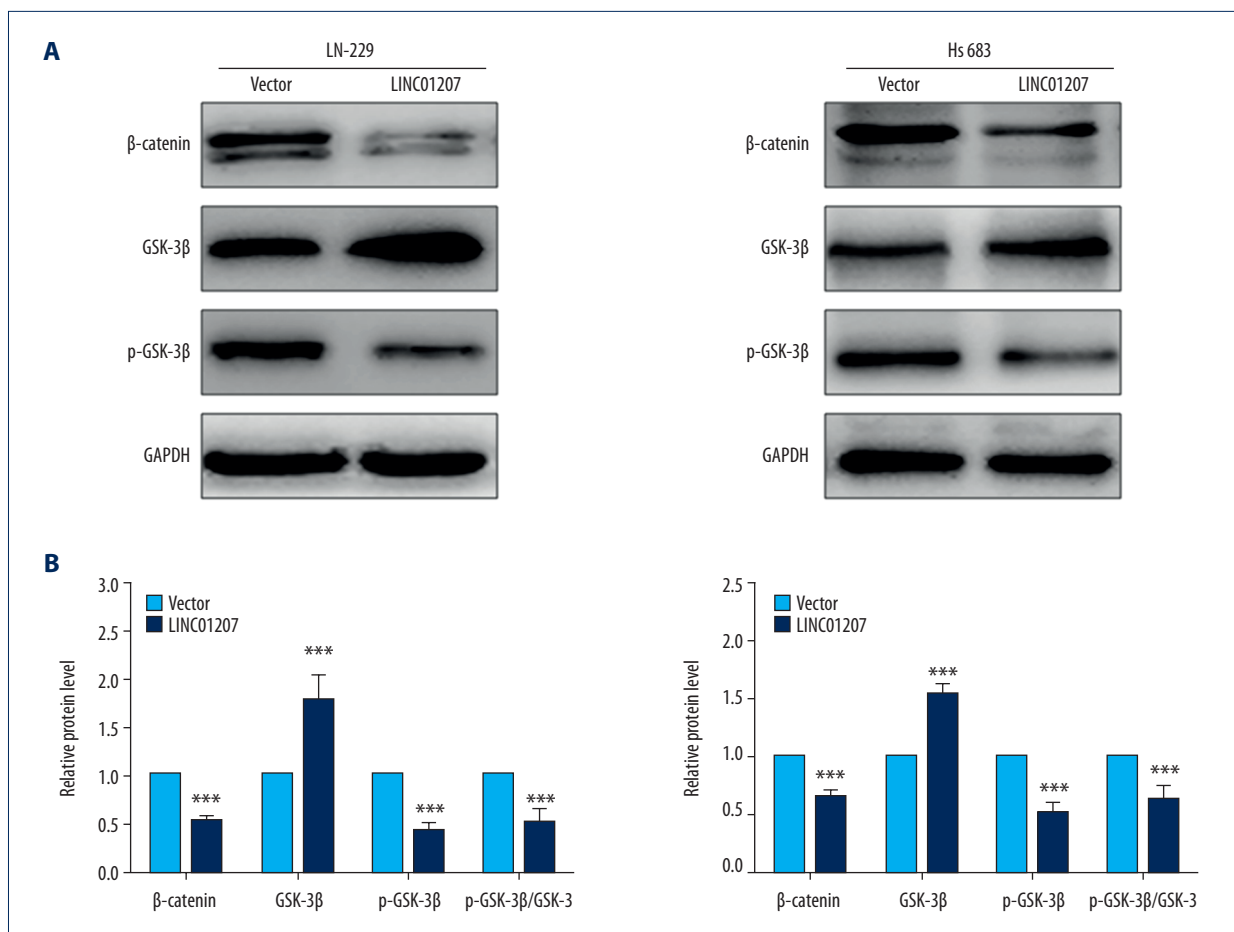 A
LN-229
Vector LINC01207
β-catenin
GSK-3β
p-GSK-3β
GAPDH
Hs 683
Vector LINC01207
β-catenin
GSK-3β
p-GSK-3β
GAPDH
B
Relative protein level
3.0
2.5
2.0
1.5
1.0
0.5
0.0
Vector
LINC01207
***
***
***
***
β-catenin GSK-3β p-GSK-3β p-GSK-3β/GSK-3
Relative protein level
2.5
2.0
1.5
1.0
0.5
0.0
Vector
LINC01207
***
***
***
***
β-catenin GSK-3β p-GSK-3β p-GSK-3β/GSK-3